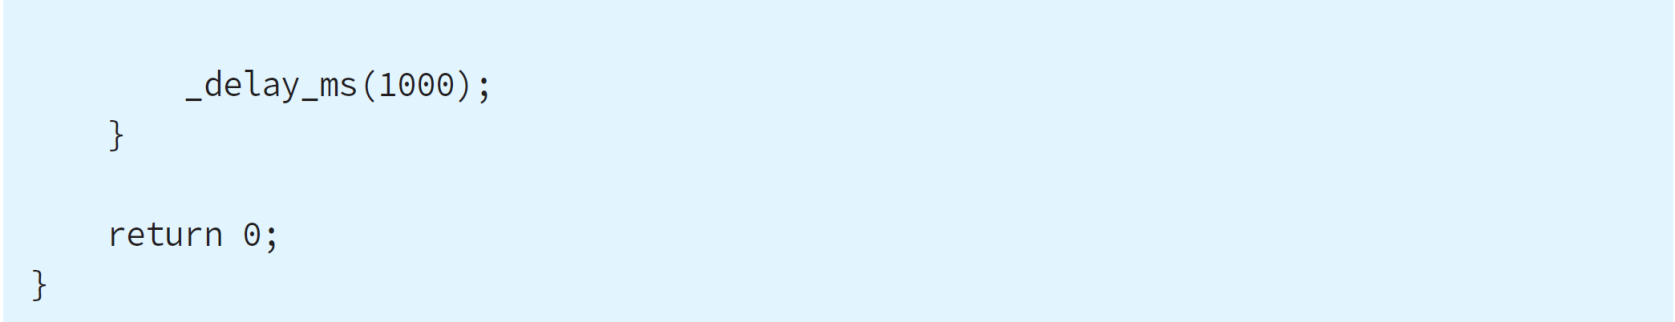 _delay_ms(1000);
}
return 0;
}